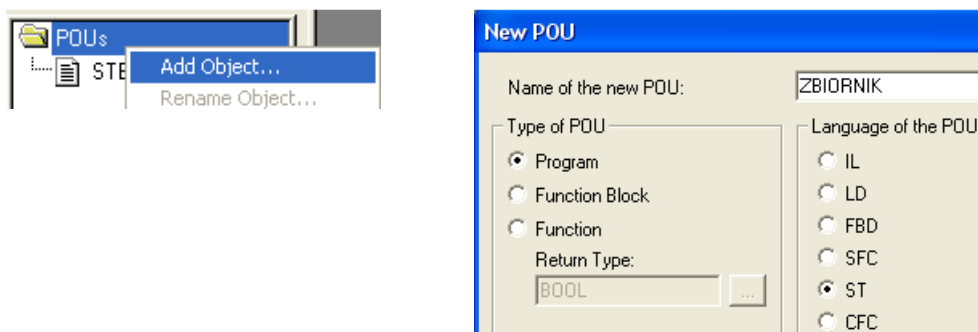 POUs
STE
Add Object...
Rename Object...
New POU
Name of the new POU: ZBIORNIK
Type of POU
Program
Function Block
Function
Return Type:
BOOL ...
Language of the POU
IL
LD
FBD
SFC
ST
CFC